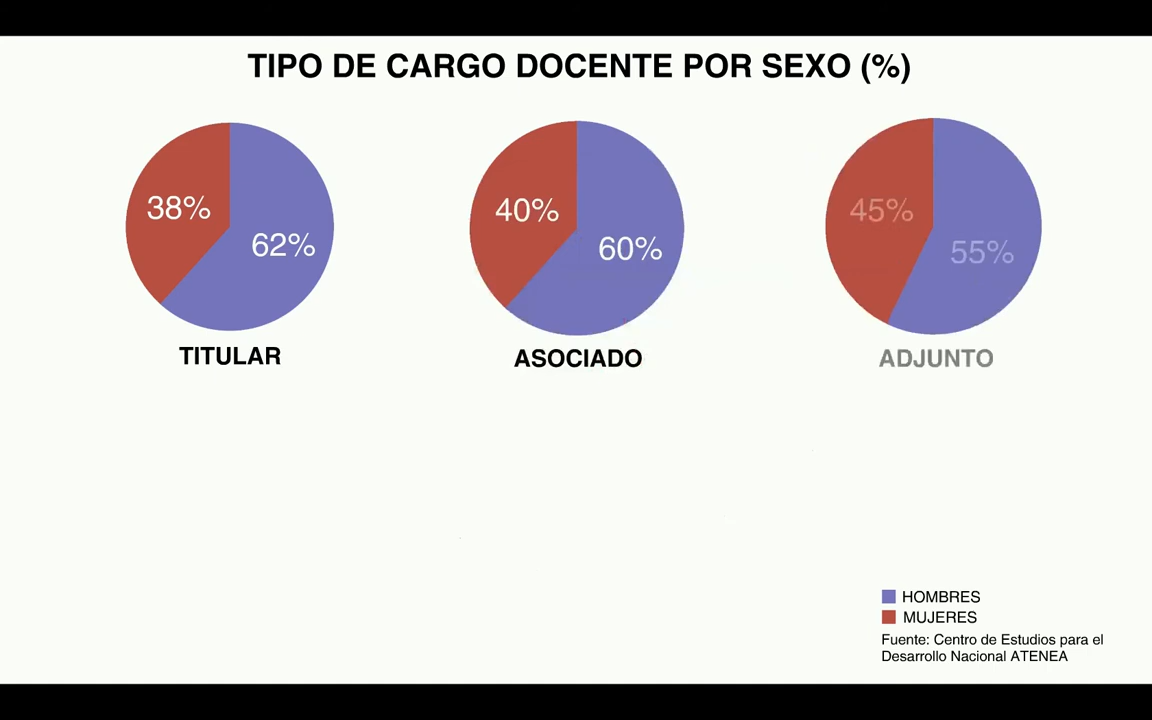 TIPO DE CARGO DOCENTE POR SEXO (%)
38%
62%
40%
60%
45%
55%
TITULAR
ASOCIADO
ADJUNTO
HOMBRES
MUJERES
Fuente: Centro de Estudios para el
Desarrollo Nacional ATENEA